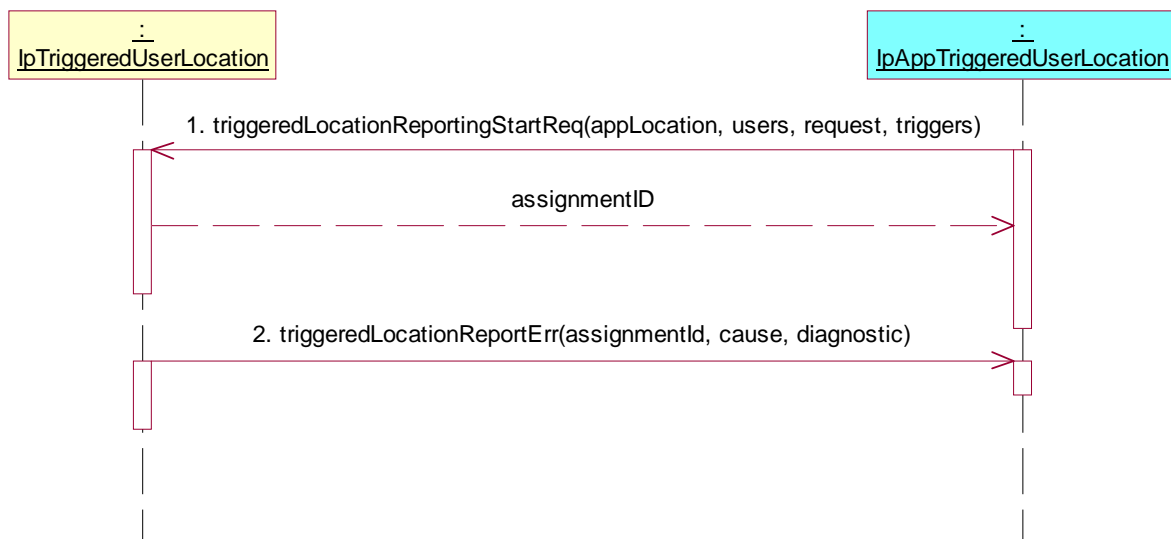 :
IpTriggeredUserLocation
:
IpAppTriggeredUserLocation
1. triggeredLocationReportingStartReq(appLocation, users, request, triggers)
assignmentID
2. triggeredLocationReportErr(assignmentId, cause, diagnostic)